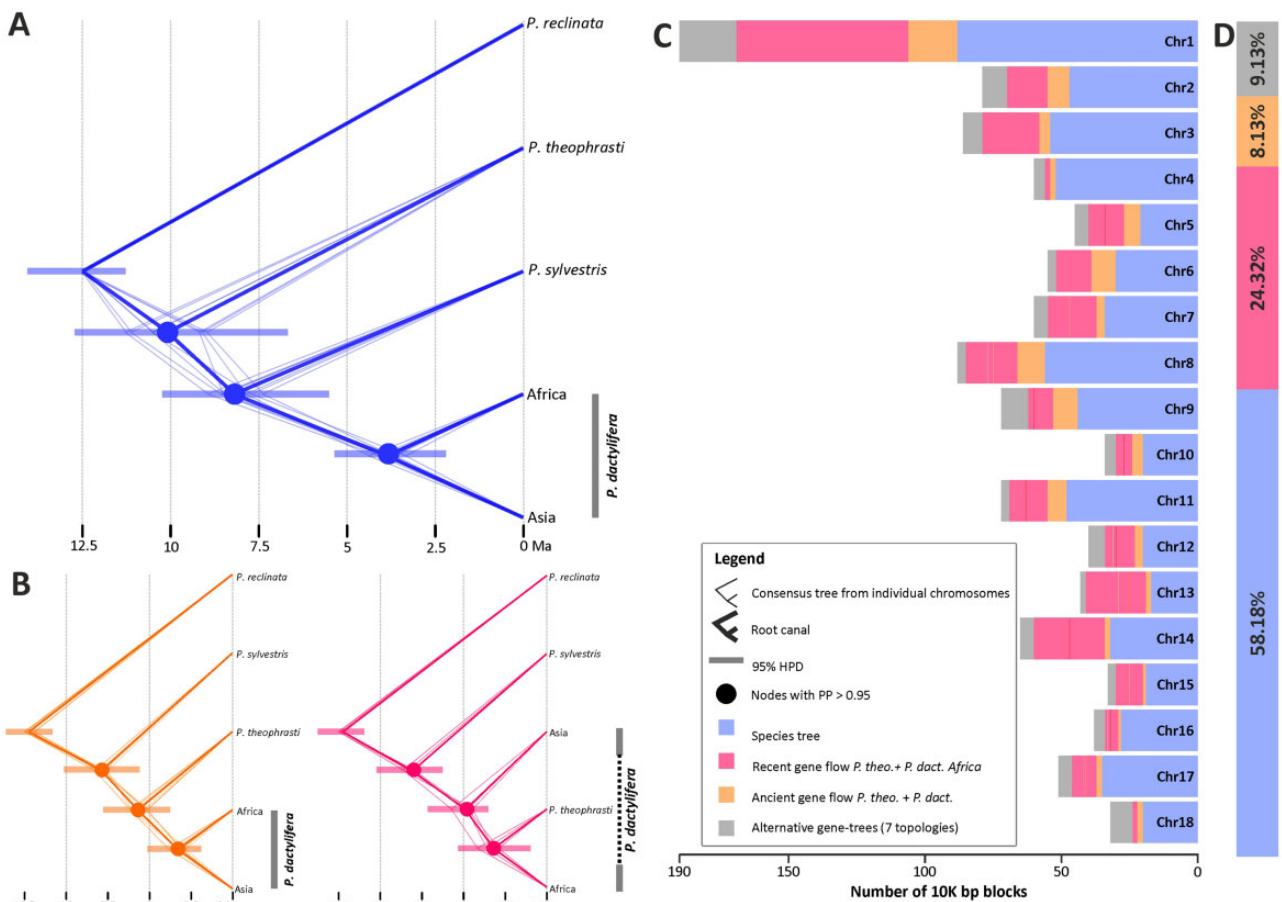 A
P. reclinata
P. theophrasti
P. sylvestris
Africa
P. dactylifera
Asia
12.5 10 7.5 5 2.5 0 Ma
B
P. reclinata
P. sylvestris
P. theophrasti
Africa
P. dactylifera
Asia
P. reclinata
P. sylvestris
Asia
P. theophrasti
P. dactylifera
Africa
C
Chr1
Chr2
Chr3
Chr4
Chr5
Chr6
Chr7
Chr8
Chr9
Chr10
Chr11
Chr12
Chr13
Chr14
Chr15
Chr16
Chr17
Chr18
Legend
Consensus tree from individual chromosomes
Root canal
95% HPD
Nodes with PP > 0.95
Species tree
Recent gene flow P. theo.+ P. dact. Africa
Ancient gene flow P. theo. + P. dact.
Alternative gene-trees (7 topologies)
190 150 100 50 0
Number of 10K bp blocks
D
9.13%
8.13%
24.32%
58.18%